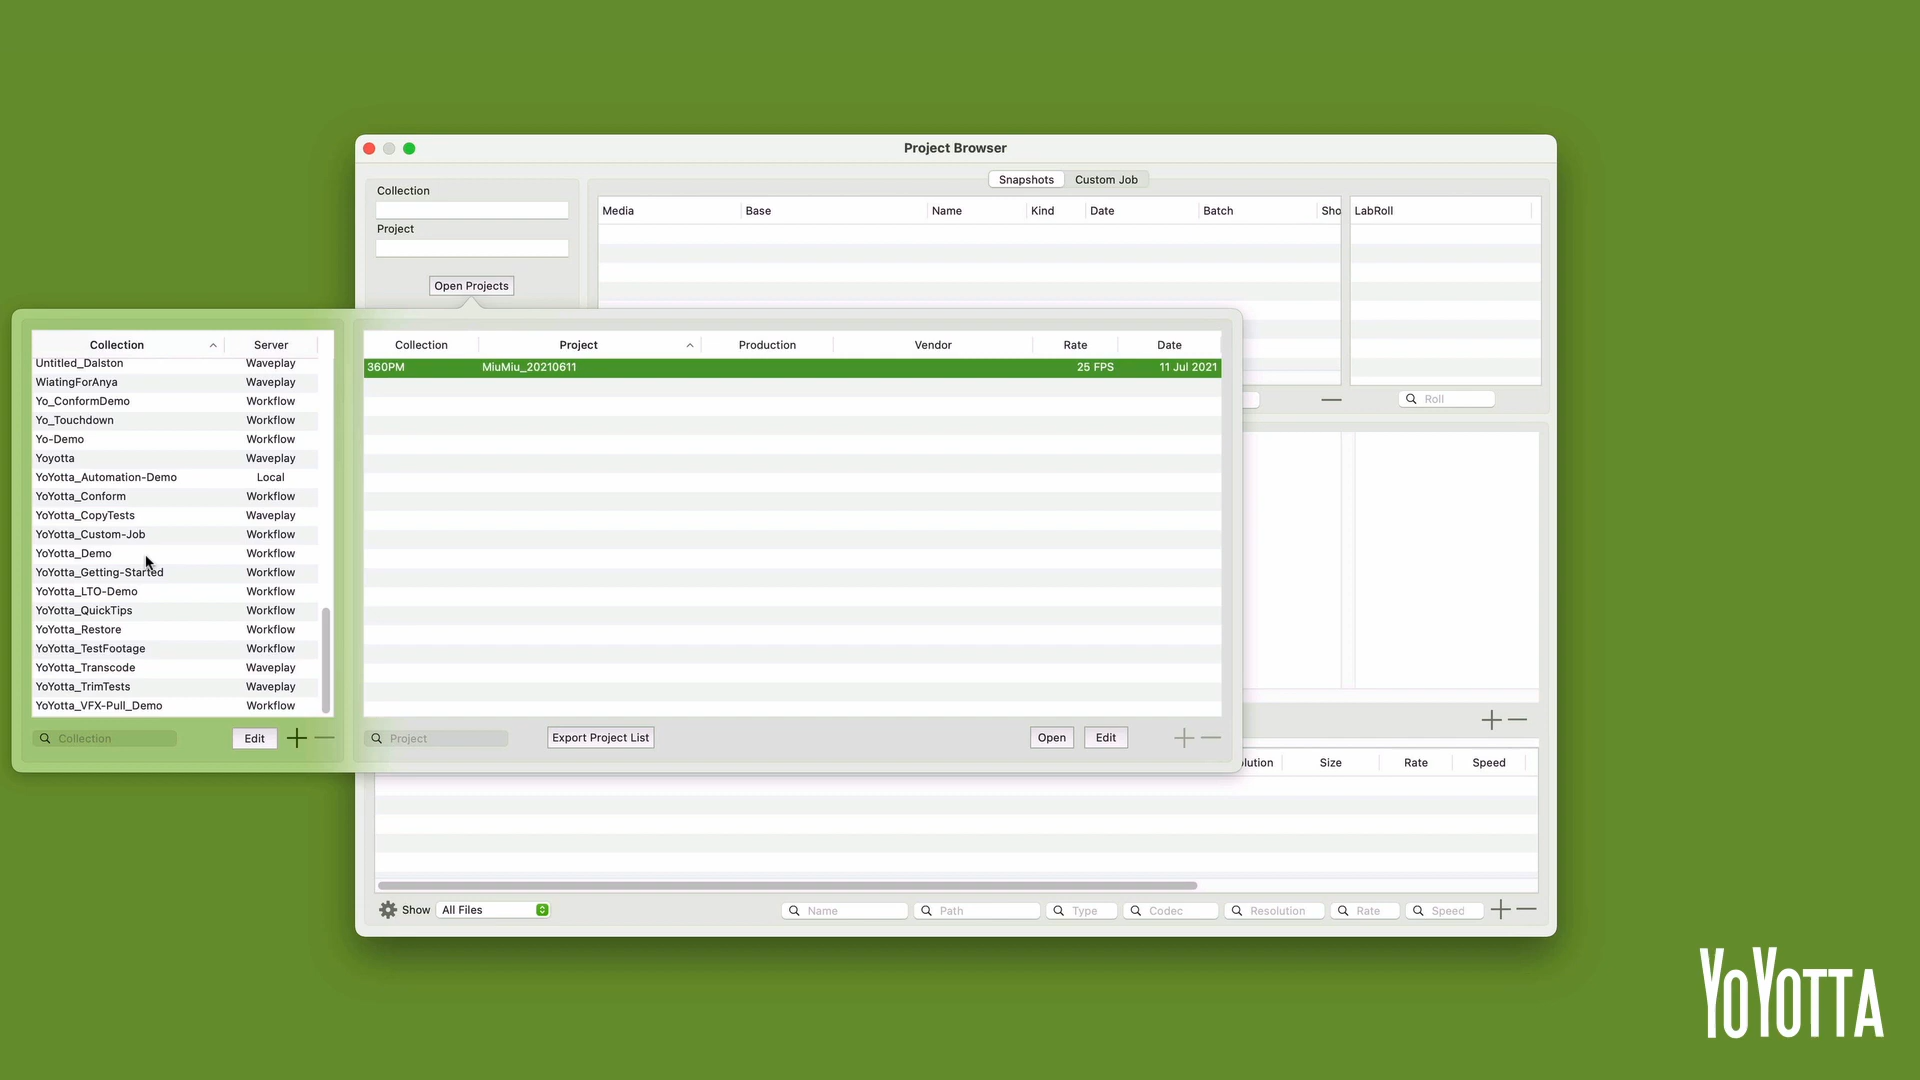 Project Browser
Collection
Project
Open Projects
Snapshots Custom Job
Media Base Name Kind Date Batch Sho LabRoll
Roll
Collection Server
Untitled_Dalston Waveplay
WiatingForAnya Waveplay
Yo_ConformDemo Workflow
Yo_Touchdown Workflow
Yo-Demo Workflow
Yoyotta Waveplay
YoYotta_Automation-Demo Local
YoYotta_Conform Workflow
YoYotta_CopyTests Waveplay
YoYotta_Custom-Job Workflow
YoYotta_Demo Workflow
YoYotta_Getting-Started Workflow
YoYotta_LTO-Demo Workflow
YoYotta_QuickTips Workflow
YoYotta_Restore Workflow
YoYotta_TestFootage Workflow
YoYotta_Transcode Waveplay
YoYotta_TrimTests Waveplay
YoYotta_VFX-Pull_Demo Workflow
Collection Edit
Collection Project Production Vendor Rate Date
360PM MiuMiu_20210611 25 FPS 11 Jul 2021
Project Export Project List Open Edit
lution Size Rate Speed
Show All Files Name Path Type Codec Resolution Rate Speed
YOYOTTA